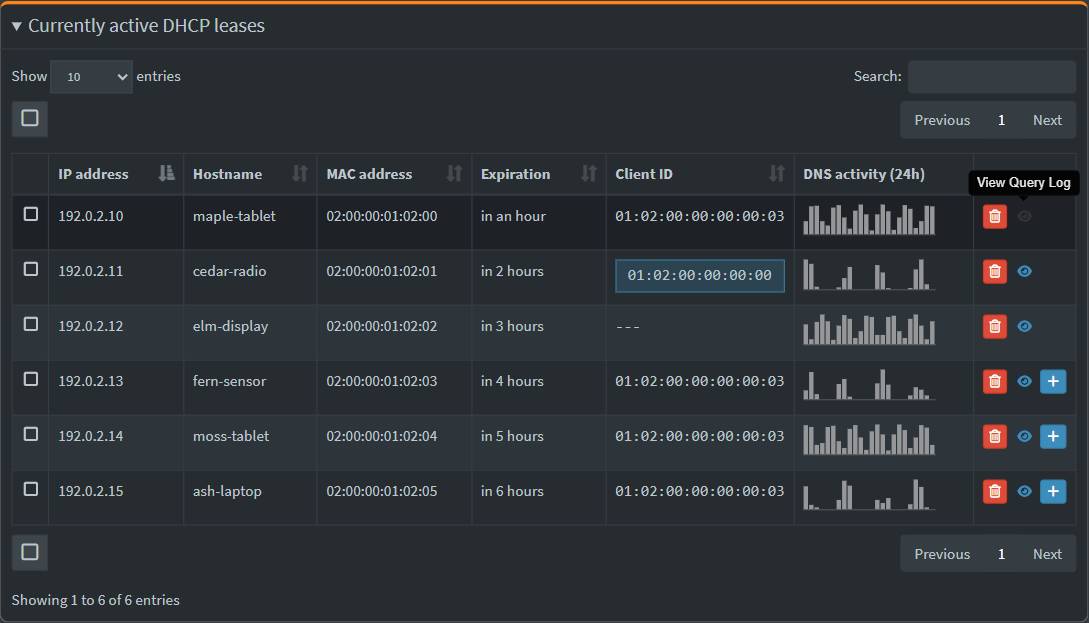 Currently active DHCP leases
Show 10 entries Search:
Previous 1 Next
IP address Hostname MAC address Expiration Client ID DNS activity (24h)
View Query Log
192.0.2.10 maple-tablet 02:00:00:01:02:00 in an hour 01:02:00:00:00:00:03
192.0.2.11 cedar-radio 02:00:00:01:02:01 in 2 hours 01:02:00:00:00:00:00
192.0.2.12 elm-display 02:00:00:01:02:02 in 3 hours ---
192.0.2.13 fern-sensor 02:00:00:01:02:03 in 4 hours 01:02:00:00:00:00:03
192.0.2.14 moss-tablet 02:00:00:01:02:04 in 5 hours 01:02:00:00:00:00:03
192.0.2.15 ash-laptop 02:00:00:01:02:05 in 6 hours 01:02:00:00:00:00:03
Previous 1 Next
Showing 1 to 6 of 6 entries